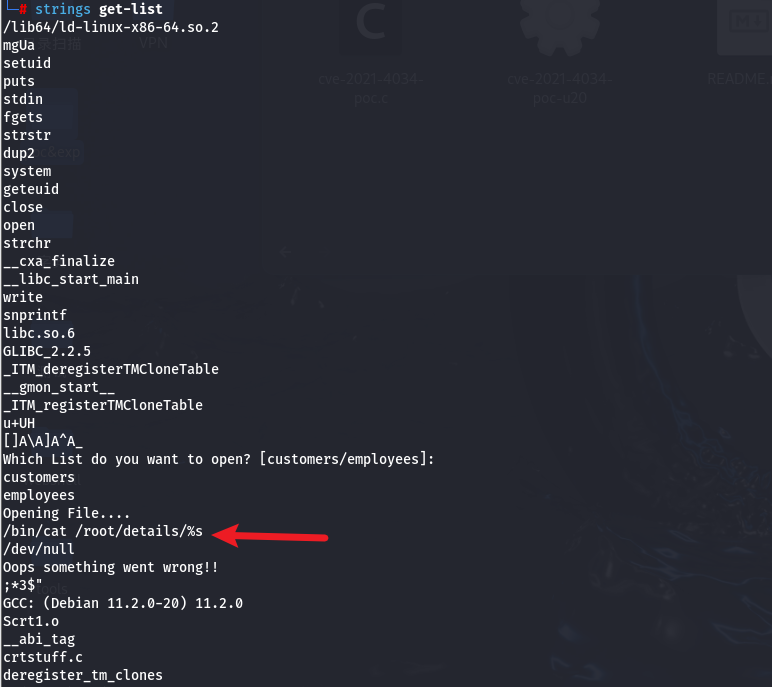 └─# strings get-list
/lib64/ld-linux-x86-64.so.2
mgUa
setuid
puts
stdin
fgets
strstr
dup2
system
geteuid
close
open
strchr
__cxa_finalize
__libc_start_main
write
snprintf
libc.so.6
GLIBC_2.2.5
_ITM_deregisterTMCloneTable
__gmon_start__
_ITM_registerTMCloneTable
u+UH
[]A\A]A^A_
Which List do you want to open? [customers/employees]:
customers
employees
Opening File....
/bin/cat /root/details/%s
/dev/null
Oops something went wrong!!
;*3$"
GCC: (Debian 11.2.0-20) 11.2.0
Scrt1.o
__abi_tag
crtstuff.c
deregister_tm_clones
VPN
cve-2021-4034-
poc.c
cve-2021-4034-
poc-u20
README.